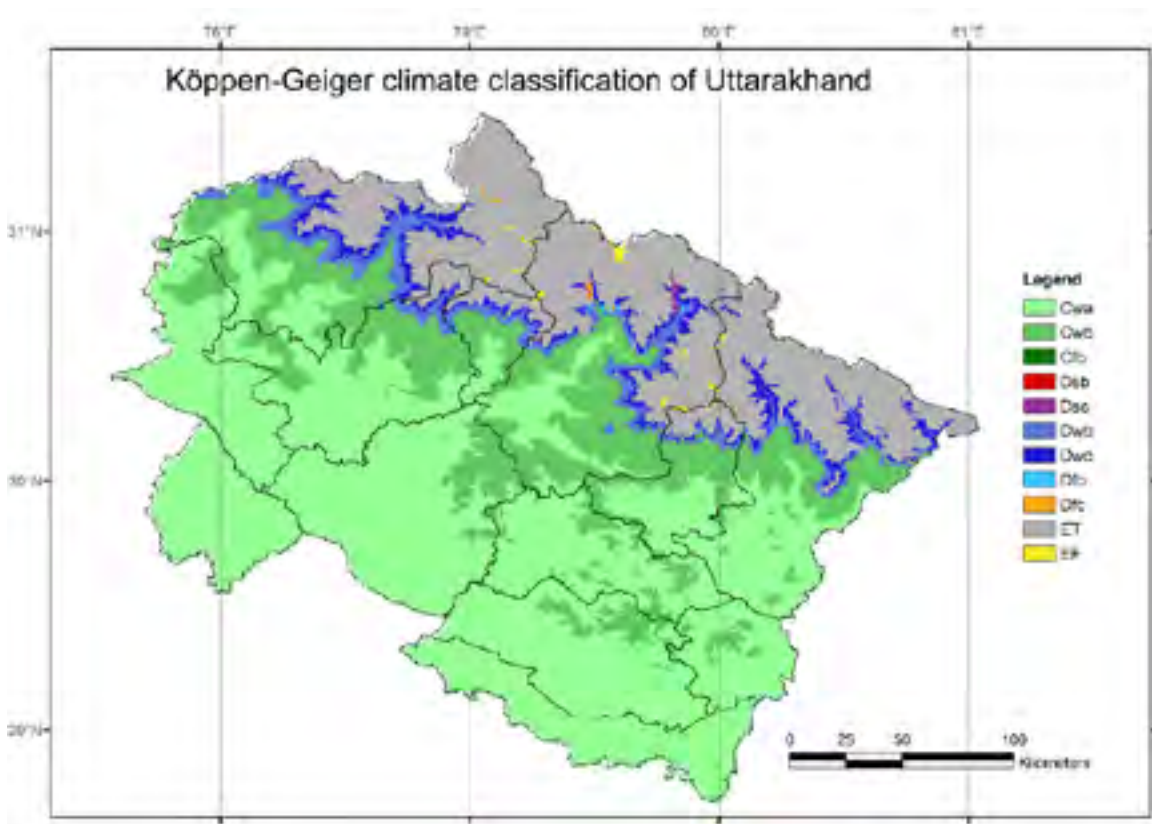 79°E 80°E 81°E
Köppen-Geiger climate classification of Uttarakhand
31°N
Legend
Cwa
Cwb
Cfb
Dsb
Dsc
Dwb
Dwc
Dfb
Dfc
ET
EF
30°N
0 25 50 100
Kilometers
29°N